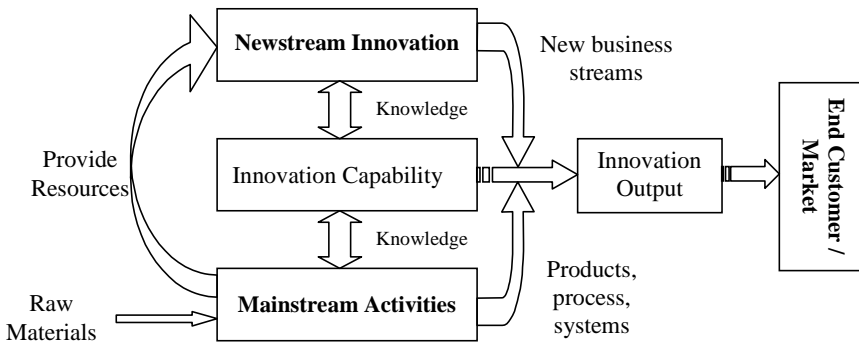 Newstream Innovation
New business
streams
Knowledge
Provide
Resources
Innovation Capability
Innovation
Output
End Customer /
Market
Knowledge
Mainstream Activities
Products,
process,
systems
Raw
Materials